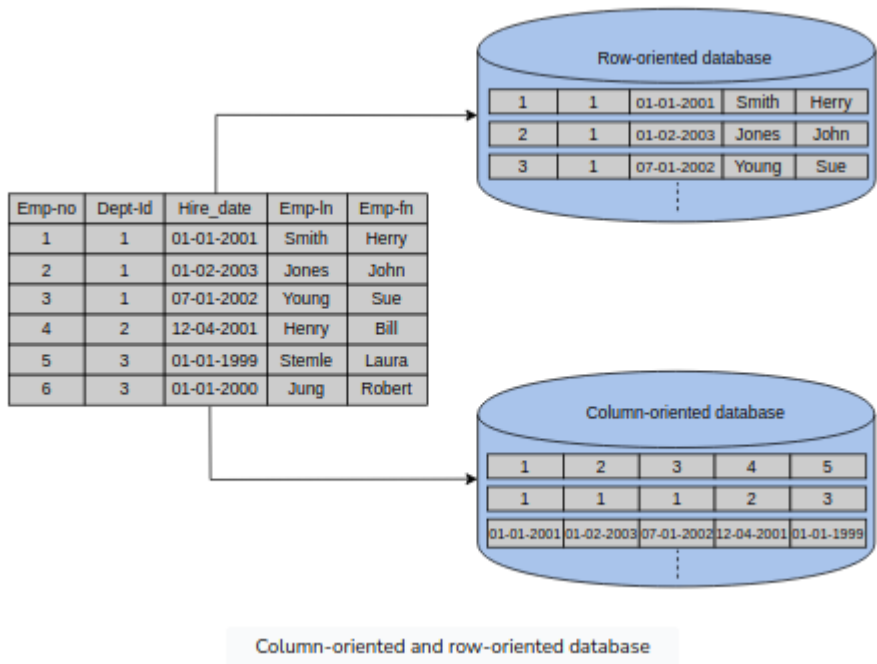 Row-oriented database
1 1 01-01-2001 Smith Herry
2 1 01-02-2003 Jones John
3 1 07-01-2002 Young Sue
Emp-no Dept-Id Hire_date Emp-ln Emp-fn
1 1 01-01-2001 Smith Herry
2 1 01-02-2003 Jones John
3 1 07-01-2002 Young Sue
4 2 12-04-2001 Henry Bill
5 3 01-01-1999 Stemle Laura
6 3 01-01-2000 Jung Robert
Column-oriented database
1 2 3 4 5
1 1 1 2 3
01-01-2001 01-02-2003 07-01-2002 12-04-2001 01-01-1999
Column-oriented and row-oriented database